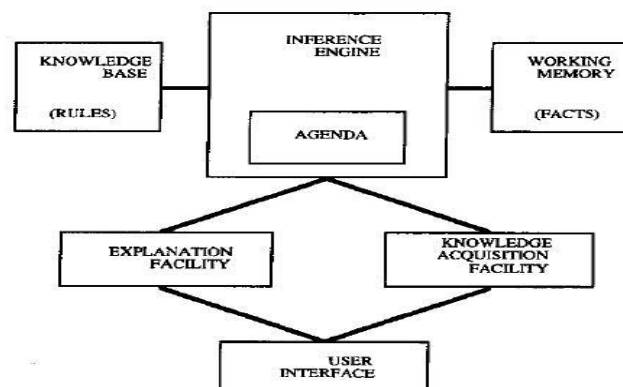 KNOWLEDGE
BASE
(RULES)
INFERENCE
ENGINE
AGENDA
WORKING
MEMORY
(FACTS)
EXPLANATION
FACILITY
KNOWLEDGE
ACQUISITION
FACILITY
USER
INTERFACE